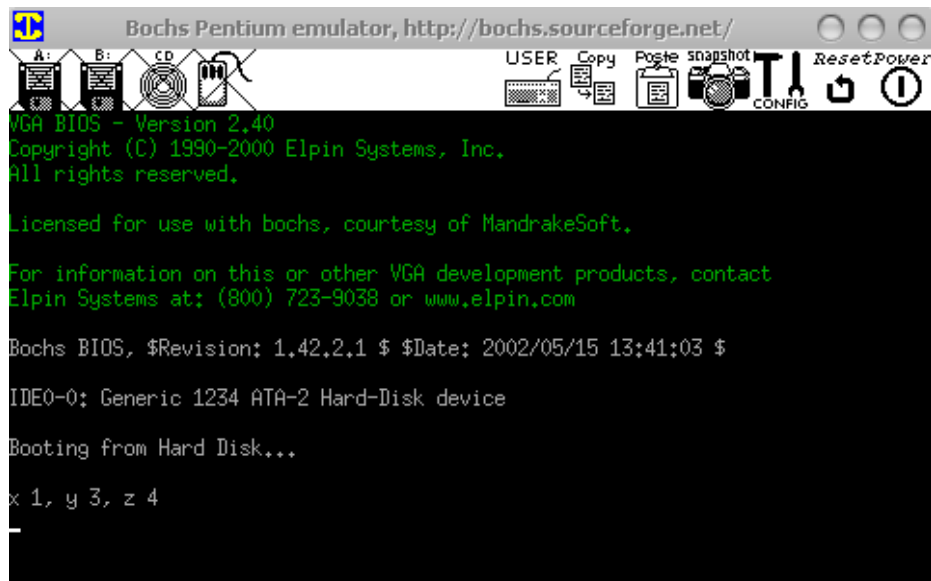 Bochs Pentium emulator, http://bochs.sourceforge.net/
A: B: CD USER Copy Paste snapshot CONFIG Reset Power
VGA BIOS - Version 2.40
Copyright (C) 1990-2000 Elpin Systems, Inc.
All rights reserved.
Licensed for use with bochs, courtesy of MandrakeSoft.
For information on this or other VGA development products, contact
Elpin Systems at: (800) 723-9038 or www.elpin.com
Bochs BIOS, $Revision: 1.42.2.1 $ $Date: 2002/05/15 13:41:03 $
IDE0-0: Generic 1234 ATA-2 Hard-Disk device
Booting from Hard Disk...
x 1, y 3, z 4